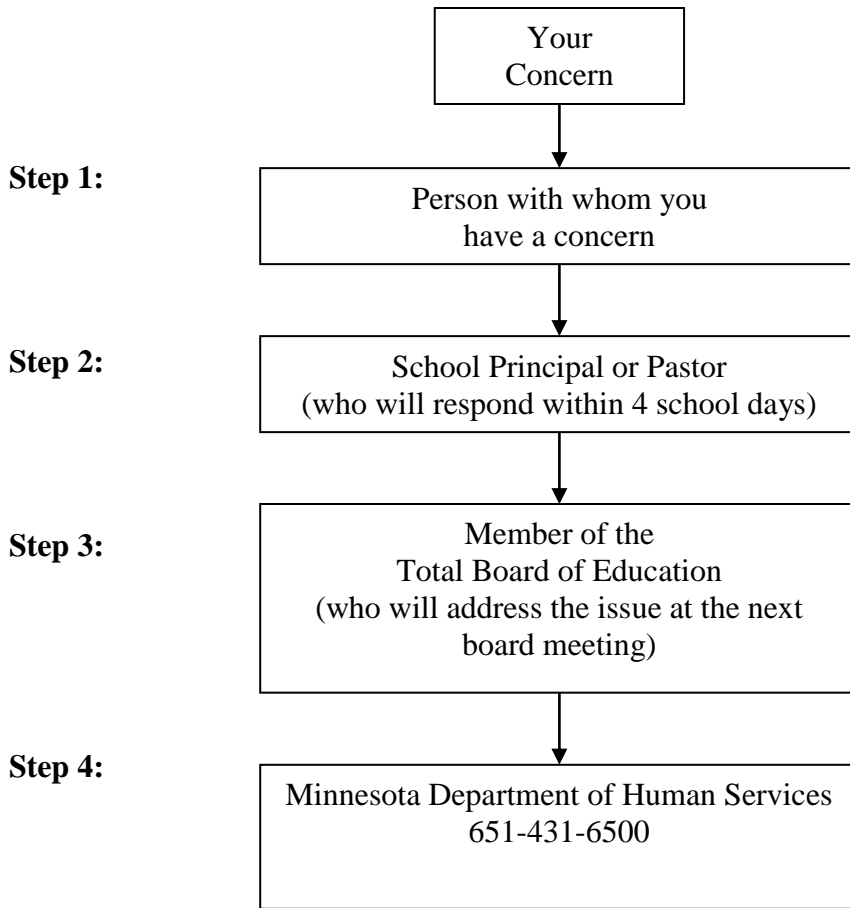 Your
Concern
Step 1:
Person with whom you
have a concern
Step 2:
School Principal or Pastor
(who will respond within 4 school days)
Step 3:
Member of the
Total Board of Education
(who will address the issue at the next
board meeting)
Step 4:
Minnesota Department of Human Services
651-431-6500